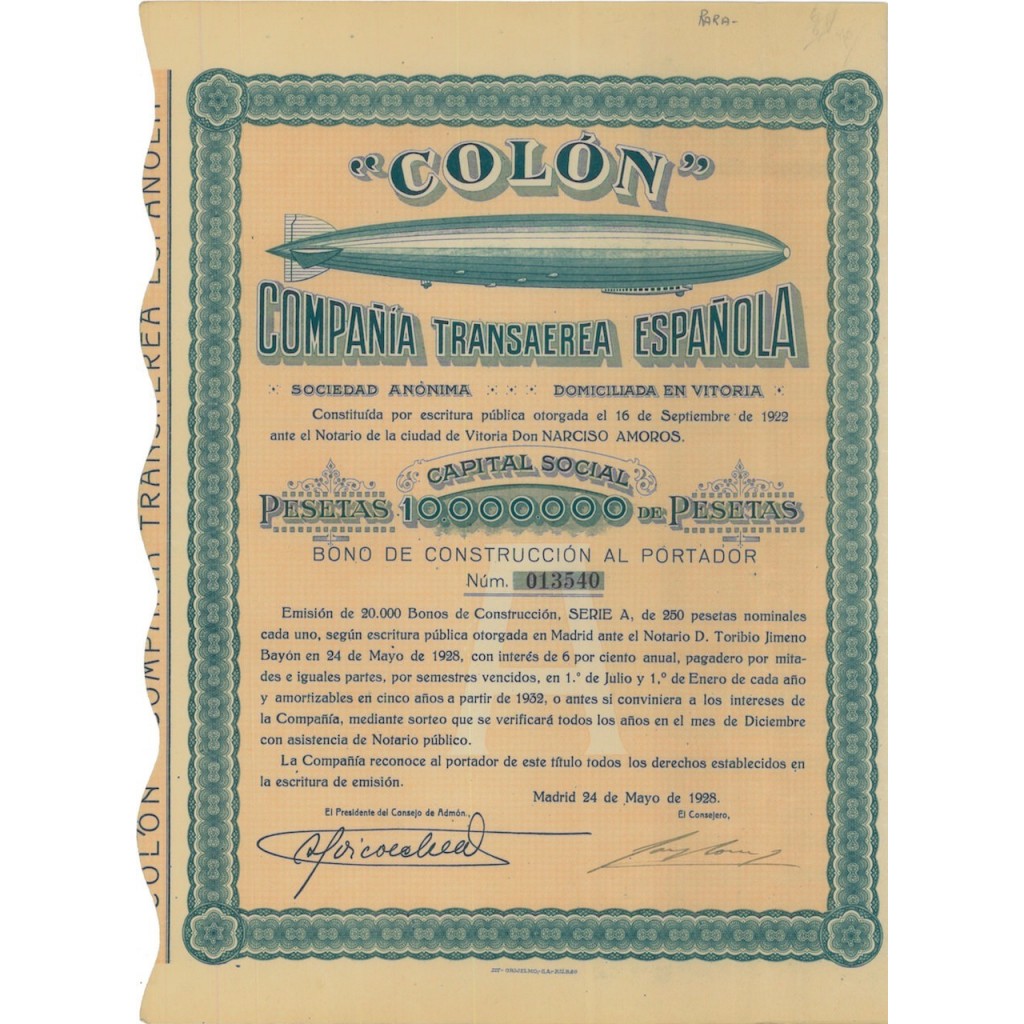 PARA-
"COLÓN"
COMPAÑÍA TRANSAEREA ESPAÑOLA
SOCIEDAD ANÓNIMA DOMICILIADA EN VITORIA
Constituída por escritura pública otorgada el 16 de Septiembre de 1922
ante el Notario de la ciudad de Vitoria Don NARCISO AMOROS.
CAPITAL SOCIAL
PESETAS 10.000000 DE PESETAS
BONO DE CONSTRUCCIÓN AL PORTADOR
Núm. 013540
A
Emisión de 20.000 Bonos de Construcción, SERIE A, de 250 pesetas nominales
cada uno, según escritura pública otorgada en Madrid ante el Notario D. Toribio Jimeno
Bayón en 24 de Mayo de 1928, con interés de 6 por ciento anual, pagadero por mita-
des e iguales partes, por semestres vencidos, en 1.º de Julio y 1.º de Enero de cada año
y amortizables en cinco años a partir de 1932, o antes si conviniera a los intereses de
la Compañía, mediante sorteo que se verificará todos los años en el mes de Diciembre
con asistencia de Notario público.
La Compañía reconoce al portador de este título todos los derechos establecidos en
la escritura de emisión.
Madrid 24 de Mayo de 1928.
El Presidente del Consejo de Admón.,
El Consejero,
COLÓN COMPAÑÍA TRANSAEREA ESPAÑOLA